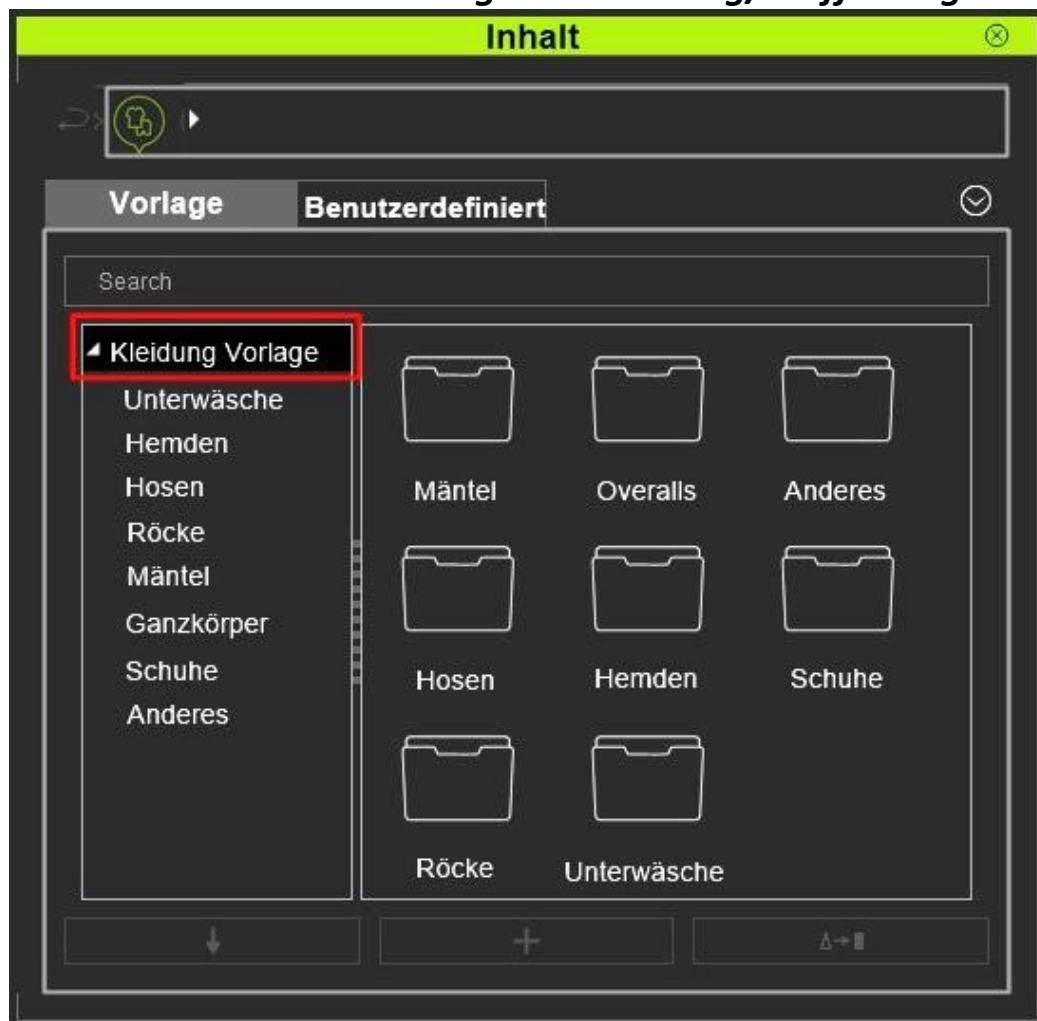 Inhalt
Vorlage
Benutzerdefiniert
Search
Kleidung Vorlage
Unterwäsche
Hemden
Hosen
Röcke
Mäntel
Ganzkörper
Schuhe
Anderes
Mäntel Overalls Anderes
Hosen Hemden Schuhe
Röcke Unterwäsche